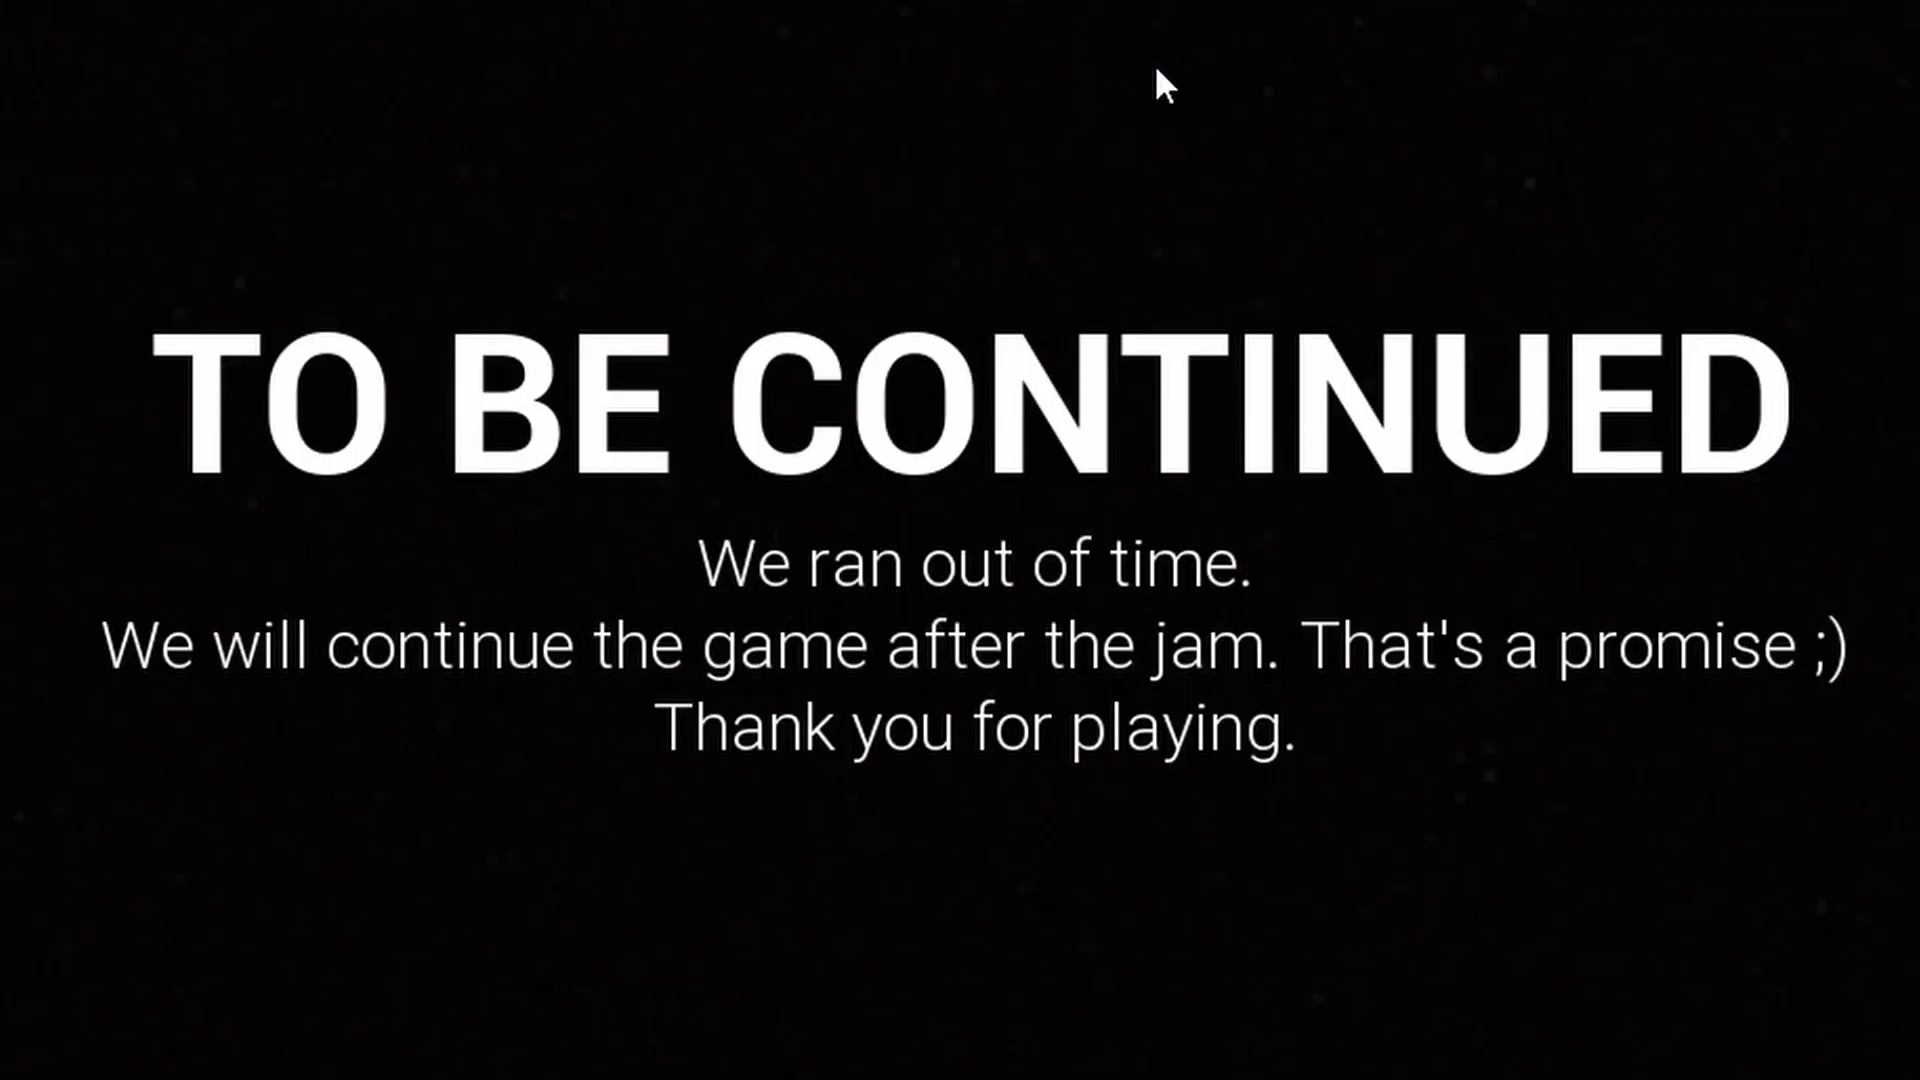 TO BE CONTINUED
We ran out of time.
We will continue the game after the jam. That's a promise ;)
Thank you for playing.